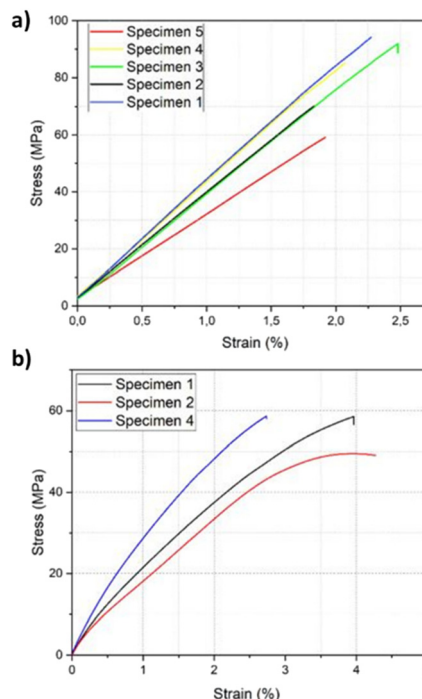 a)
100
80
60
40
20
0
Stress (MPa)
Specimen 5
Specimen 4
Specimen 3
Specimen 2
Specimen 1
0,0 0,5 1,0 1,5 2,0 2,5
Strain (%)
b)
60
40
20
0
Stress (MPa)
Specimen 1
Specimen 2
Specimen 4
0 1 2 3 4
Strain (%)